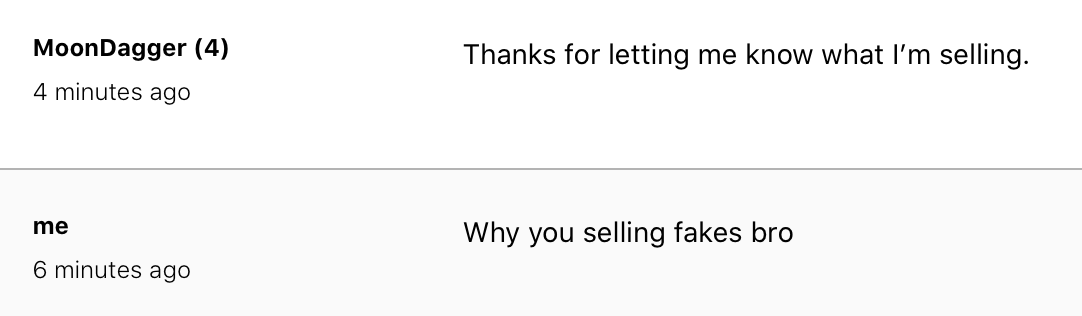 MoonDagger (4)
Thanks for letting me know what I’m selling.
4 minutes ago
me
Why you selling fakes bro
6 minutes ago